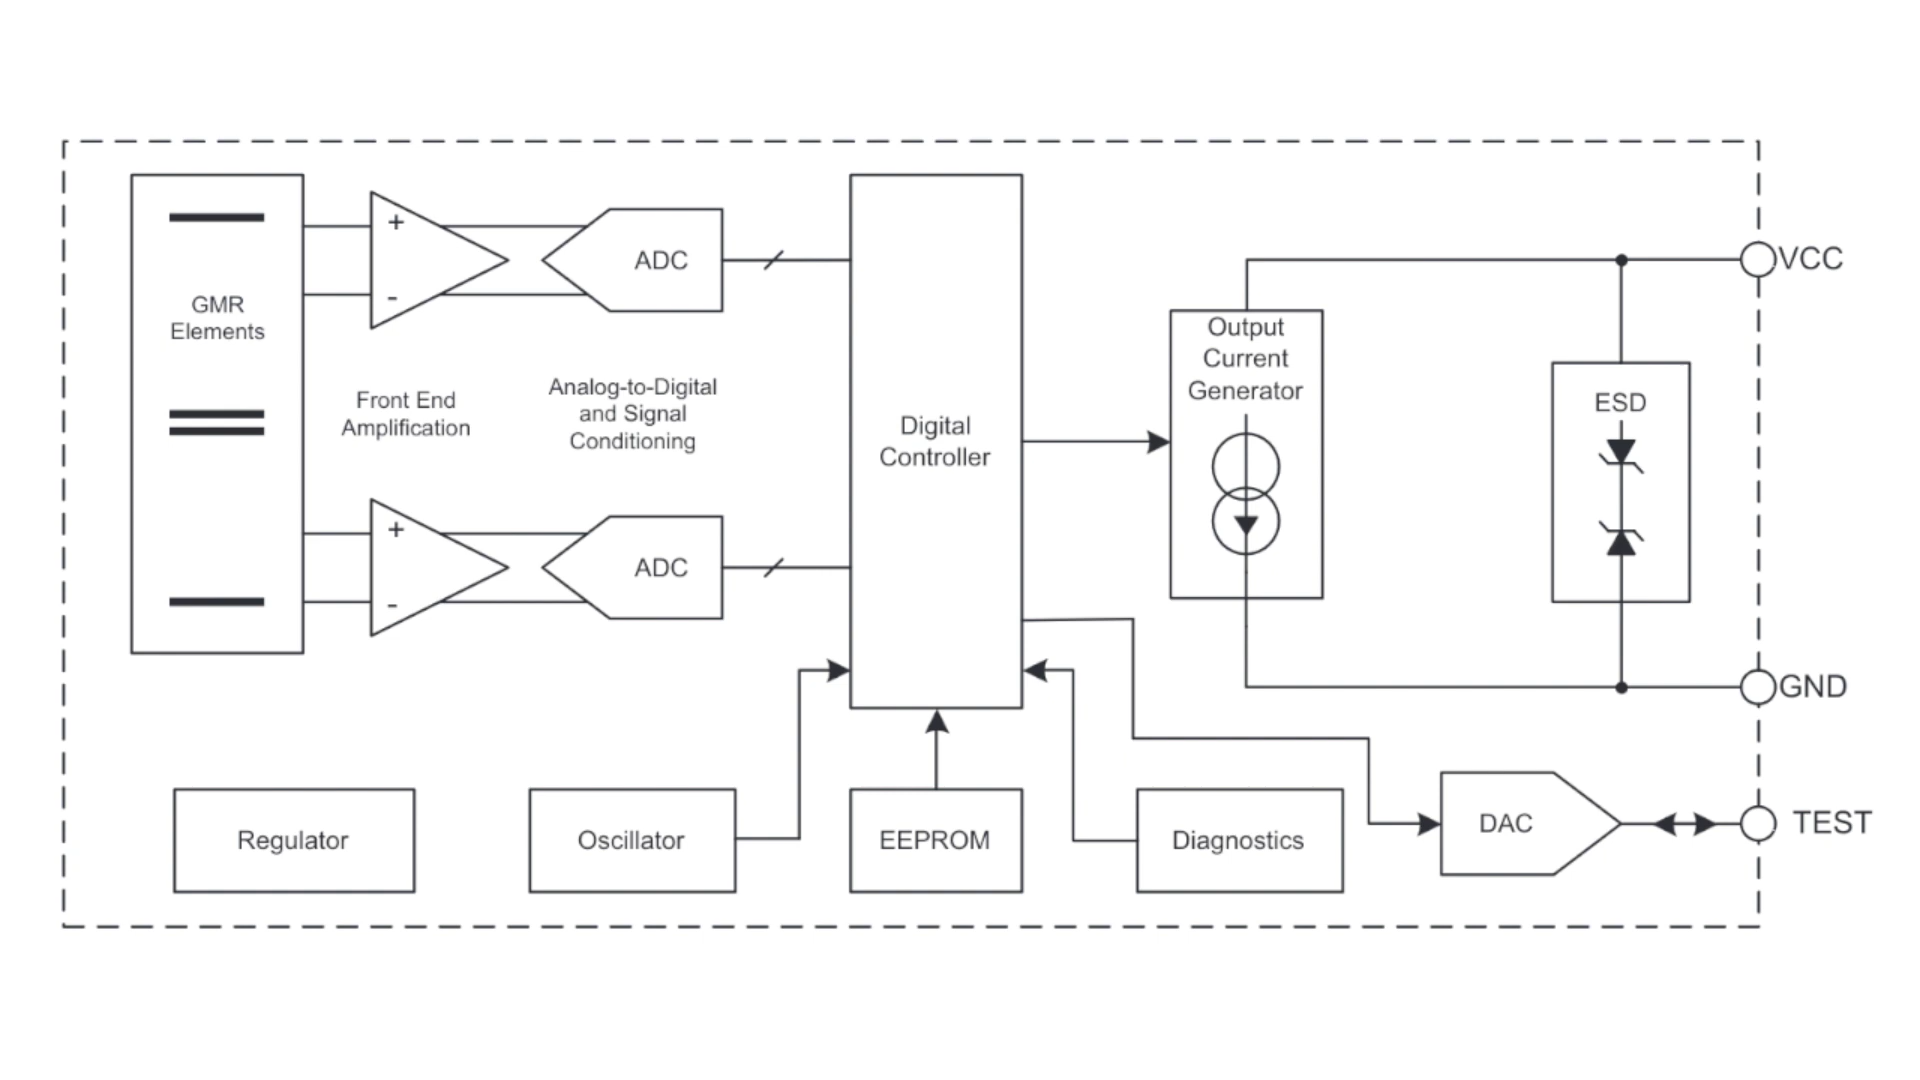 GMR
Elements
+
-
+
-
Front End
Amplification
ADC
Analog-to-Digital
and Signal
Conditioning
ADC
Digital
Controller
Output
Current
Generator
ESD
VCC
GND
Regulator
Oscillator
EEPROM
Diagnostics
DAC
TEST